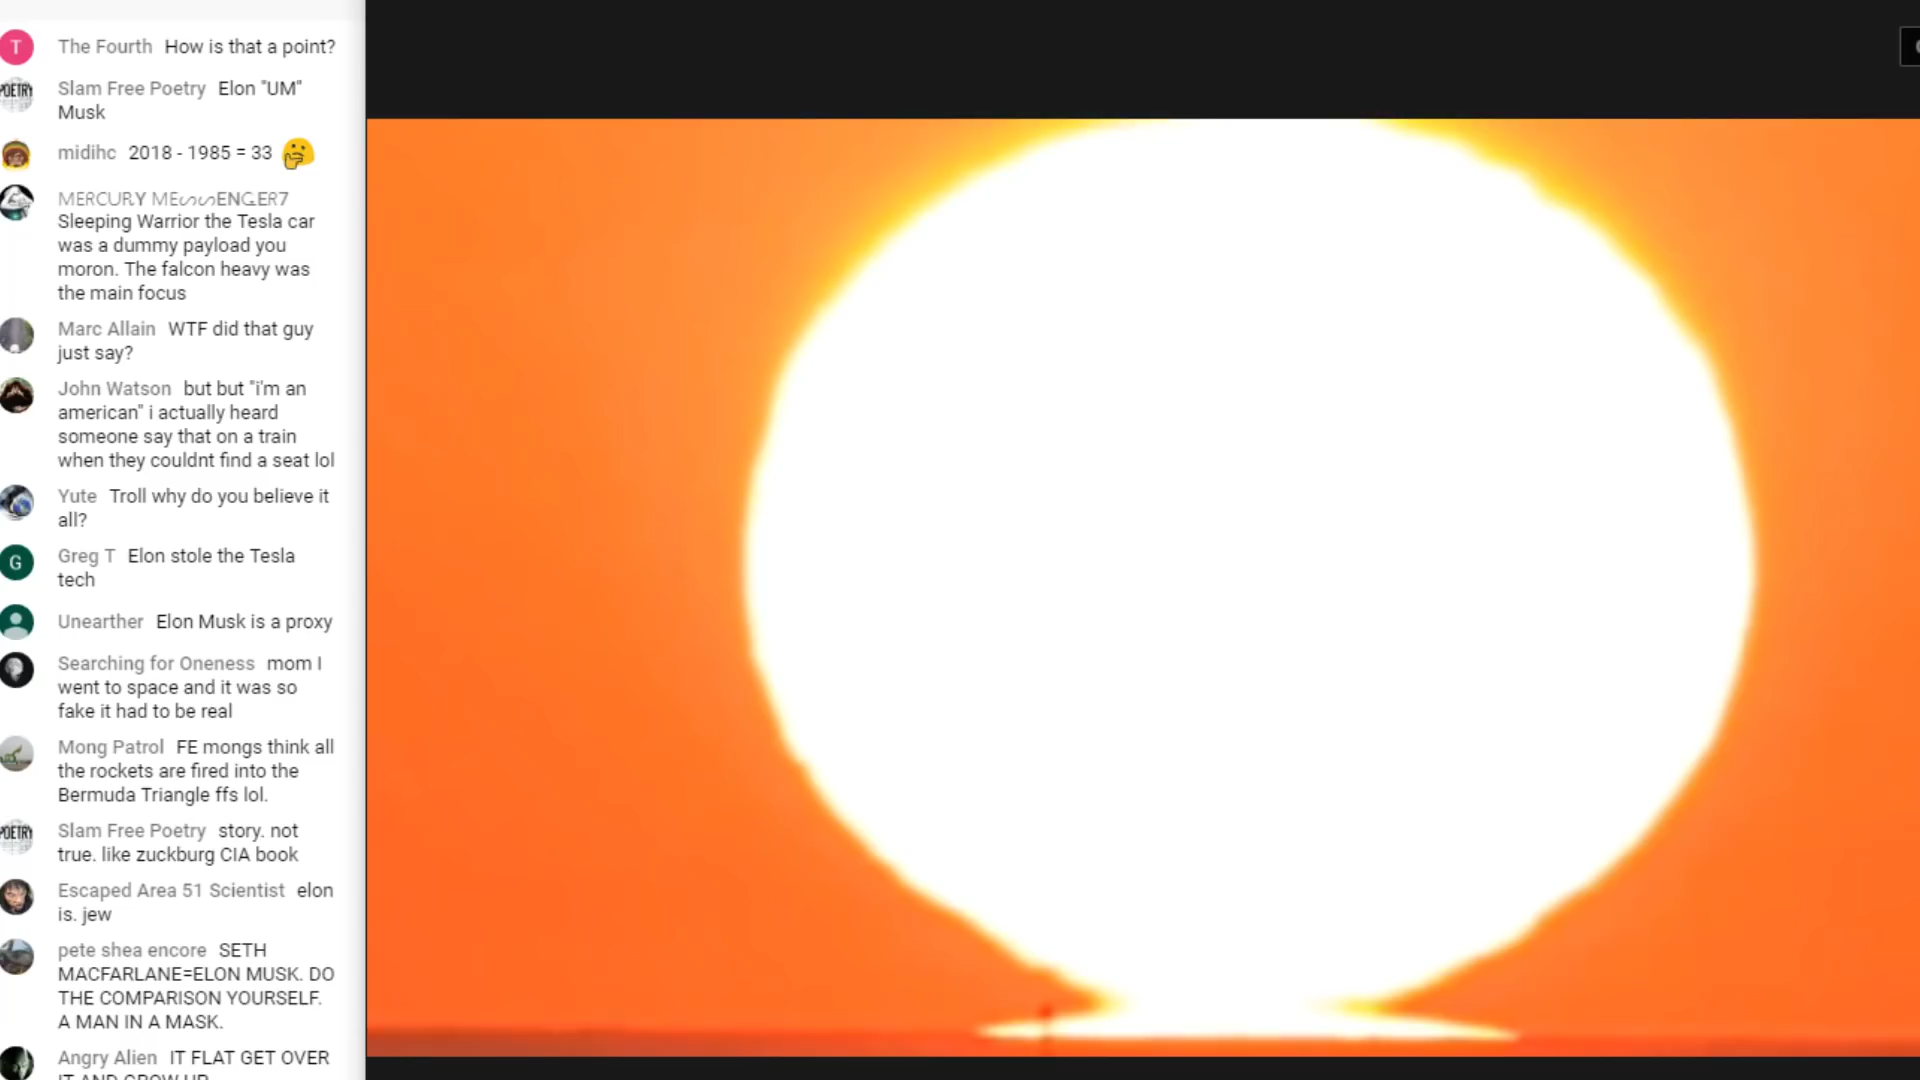 T The Fourth How is that a point?
POETRY Slam Free Poetry Elon "UM"
Musk
midihc 2018 - 1985 = 33
MERCURY MEᔕᔕENGER7
Sleeping Warrior the Tesla car
was a dummy payload you
moron. The falcon heavy was
the main focus
Marc Allain WTF did that guy
just say?
John Watson but but "i'm an
american" i actually heard
someone say that on a train
when they couldnt find a seat lol
Yute Troll why do you believe it
all?
G Greg T Elon stole the Tesla
tech
Unearther Elon Musk is a proxy
Searching for Oneness mom I
went to space and it was so
fake it had to be real
Mong Patrol FE mongs think all
the rockets are fired into the
Bermuda Triangle ffs lol.
POETRY Slam Free Poetry story. not
true. like zuckburg CIA book
Escaped Area 51 Scientist elon
is. jew
pete shea encore SETH
MACFARLANE=ELON MUSK. DO
THE COMPARISON YOURSELF.
A MAN IN A MASK.
Angry Alien IT FLAT GET OVER
IT AND GROW UP